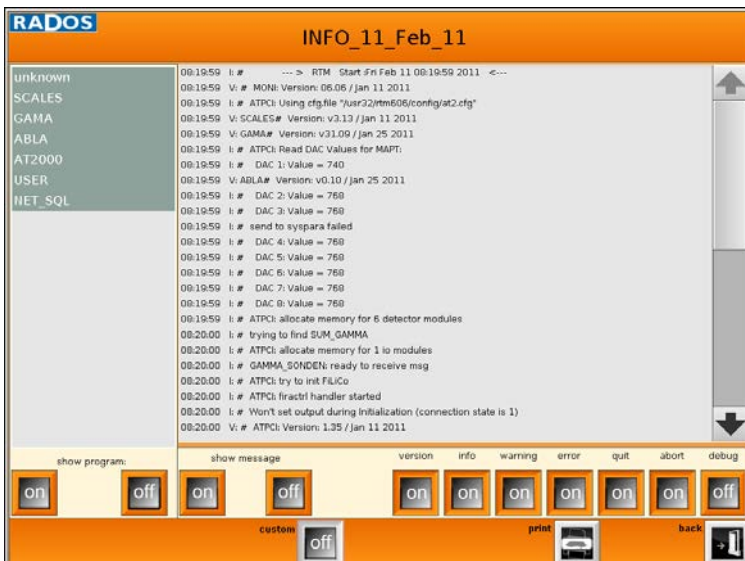 RADOS
INFO_11_Feb_11
unknown
SCALES
GAMA
ABLA
AT2000
USER
NET_SQL
08:19:59 I: # --- > RTM Start :Fri Feb 11 08:19:59 2011 <---
08:19:59 V: # MONI: Version: 06.06 / Jan 11 2011
08:19:59 I: # ATPCI: Using cfg.file "/usr32/rtm606/config/at2.cfg"
08:19:59 V: SCALES# Version: v3.13 / Jan 11 2011
08:19:59 V: GAMA# Version: v31.09 / Jan 25 2011
08:19:59 I: # ATPCI: Read DAC Values for MAPT:
08:19:59 I: # DAC 1: Value = 740
08:19:59 V: ABLA# Version: v0.10 / Jan 25 2011
08:19:59 I: # DAC 2: Value = 768
08:19:59 I: # DAC 3: Value = 768
08:19:59 I: # send to syspara failed
08:19:59 I: # DAC 4: Value = 768
08:19:59 I: # DAC 5: Value = 768
08:19:59 I: # DAC 6: Value = 768
08:19:59 I: # DAC 7: Value = 768
08:19:59 I: # DAC 8: Value = 768
08:19:59 I: # ATPCI: allocate memory for 6 detector modules
08:20:00 I: # trying to find SUM_GAMMA
08:20:00 I: # ATPCI: allocate memory for 1 io modules
08:20:00 I: # GAMMA_SONDEN: ready to receive msg
08:20:00 I: # ATPCI: try to init FiLiCo
08:20:00 I: # ATPCI: firactrl handler started
08:20:00 I: # Won't set output during Initialization (connection state is 1)
08:20:00 V: # ATPCI: Version: 1.35 / Jan 11 2011
show program:
on off
show message
on off
version info warning error quit abort debug
on on on on on on off
custom off
print
back